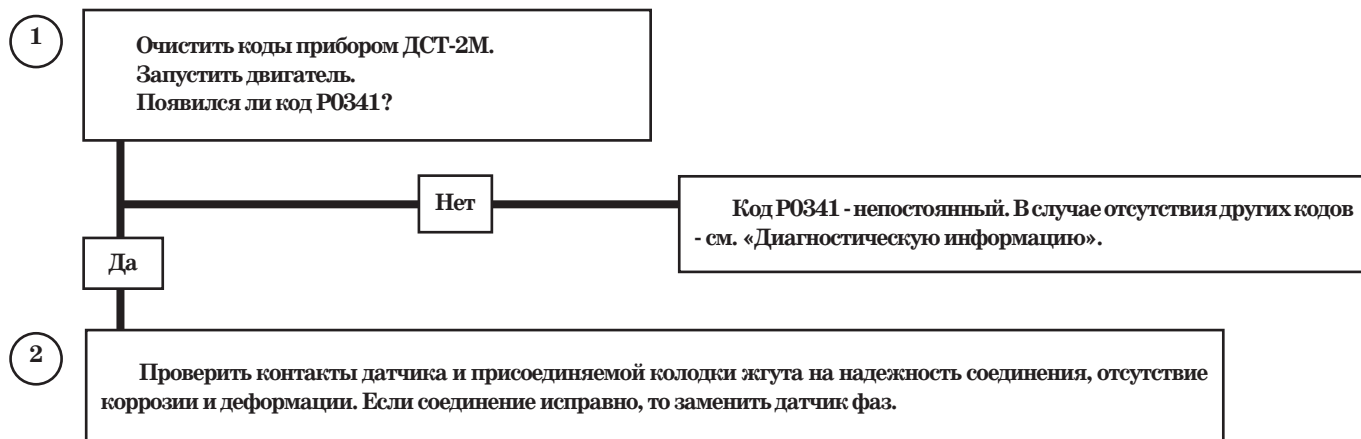 1
Очистить коды прибором ДСТ-2М.
Запустить двигатель.
Появился ли код Р0341?
Нет
Код Р0341 - непостоянный. В случае отсутствия других кодов
- см. «Диагностическую информацию».
Да
2
Проверить контакты датчика и присоединяемой колодки жгута на надежность соединения, отсутствие
коррозии и деформации. Если соединение исправно, то заменить датчик фаз.